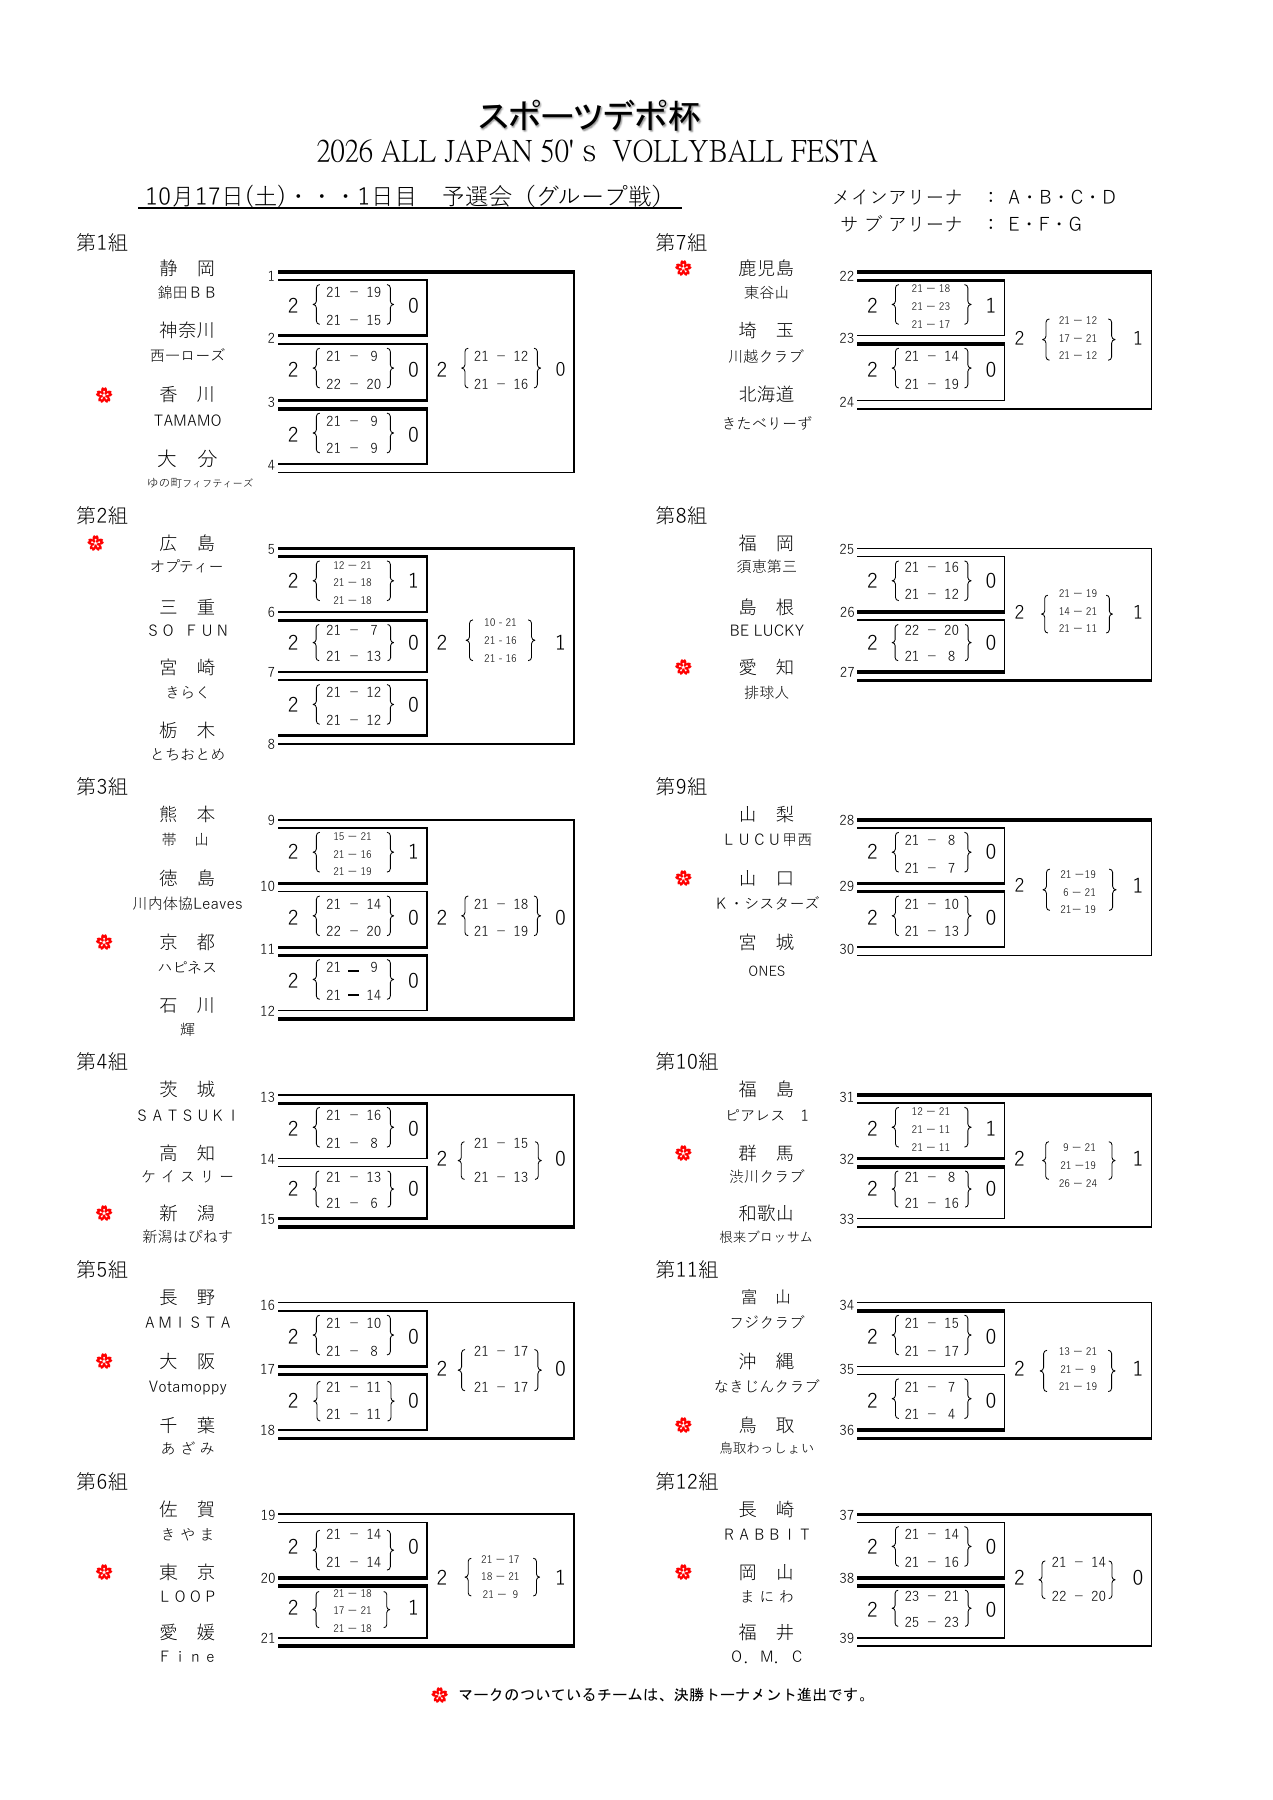 スポーツデポ杯
2026 ALL JAPAN 50' s VOLLYBALL FESTA
10月17日(土)・・・1日目 予選会（グループ戦）
メインアリーナ ： A・B・C・D
サブアリーナ ： E・F・G
第1組
静 岡 1
錦田ＢＢ
2 21 － 19 0
21 － 15
神奈川 2
西一ローズ
2 21 － 9 0
22 － 20
2 21 － 12 0
21 － 16
香 川 3
TAMAMO
2 21 － 9 0
21 － 9
大 分 4
ゆの町フィフティーズ
第2組
広 島 5
オプティー
2 12 － 21 1
21 － 18
21 － 18
三 重 6
SO FUN
2 21 － 7 0
21 － 13
2 10 - 21 1
21 - 16
21 - 16
宮 崎 7
きらく
2 21 － 12 0
21 － 12
栃 木 8
とちおとめ
第3組
熊 本 9
帯 山
2 15 － 21 1
21 － 16
21 － 19
徳 島 10
川内体協Leaves
2 21 － 14 0
22 － 20
2 21 － 18 0
21 － 19
京 都 11
ハピネス
2 21 － 9 0
21 － 14
石 川 12
輝
第4組
茨 城 13
ＳＡＴＳＵＫＩ
2 21 － 16 0
21 － 8
高 知 14
ケイスリー
2 21 － 13 0
21 － 6
2 21 － 15 0
21 － 13
新 潟 15
新潟はぴねす
第5組
長 野 16
ＡＭＩＳＴＡ
2 21 － 10 0
21 － 8
大 阪 17
Votamoppy
2 21 － 11 0
21 － 11
2 21 － 17 0
21 － 17
千 葉 18
あざみ
第6組
佐 賀 19
きやま
2 21 － 14 0
21 － 14
東 京 20
ＬＯＯＰ
2 21 － 18 1
17 － 21
21 － 18
2 21 － 17 1
18 － 21
21 － 9
愛 媛 21
Ｆｉｎｅ
第7組
鹿児島 22
東谷山
2 21 － 18 1
21 － 23
21 － 17
埼 玉 23
川越クラブ
2 21 － 14 0
21 － 19
2 21 － 12 1
17 － 21
21 － 12
北海道 24
きたべりーず
第8組
福 岡 25
須恵第三
2 21 － 16 0
21 － 12
島 根 26
BE LUCKY
2 22 － 20 0
21 － 8
2 21 － 19 1
14 － 21
21 － 11
愛 知 27
排球人
第9組
山 梨 28
ＬＵＣＵ甲西
2 21 － 8 0
21 － 7
山 口 29
K・シスターズ
2 21 － 10 0
21 － 13
2 21 －19 1
6 － 21
21－ 19
宮 城 30
ONES
第10組
福 島 31
ピアレス 1
2 12 － 21 1
21 － 11
21 － 11
群 馬 32
渋川クラブ
2 21 － 8 0
21 － 16
2 9 － 21 1
21 －19
26 － 24
和歌山 33
根来ブロッサム
第11組
富 山 34
フジクラブ
2 21 － 15 0
21 － 17
沖 縄 35
なきじんクラブ
2 21 － 7 0
21 － 4
2 13 － 21 1
21 － 9
21 － 19
鳥 取 36
鳥取わっしょい
第12組
長 崎 37
ＲＡＢＢＩＴ
2 21 － 14 0
21 － 16
岡 山 38
まにわ
2 23 － 21 0
25 － 23
2 21 － 14 0
22 － 20
福 井 39
Ｏ．Ｍ．Ｃ
マークのついているチームは、決勝トーナメント進出です。